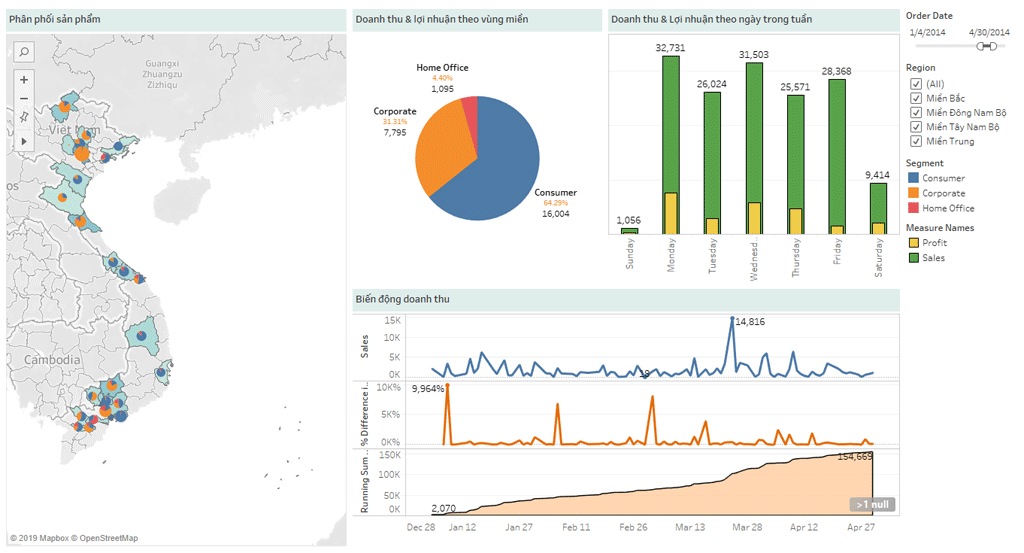 Phân phối sản phẩm
Guangxi
Zhuangzu
Zizhiqu
Việt Nam
os
Cambodia
© 2019 Mapbox © OpenStreetMap
Doanh thu & lợi nhuận theo vùng miền
Home Office
4.40%
1,095
Corporate
31.31%
7,795
Consumer
64.29%
16,004
Doanh thu & Lợi nhuận theo ngày trong tuần
1,056
32,731
26,024
31,503
25,571
28,368
9,414
Sunday
Monday
Tuesday
Wednesd..
Thursday
Friday
Saturday
Biến động doanh thu
Sales
15K
10K
5K
0K
14,816
18
% Difference i..
10K%
5K%
0K%
9,964%
Running Sum ..
150K
100K
50K
0K
2,070
154,669
>1 null
Dec 28
Jan 12
Jan 27
Feb 11
Feb 26
Mar 13
Mar 28
Apr 12
Apr 27
Order Date
1/4/2014
4/30/2014
Region
(All)
Miền Bắc
Miền Đông Nam Bộ
Miền Tây Nam Bộ
Miền Trung
Segment
Consumer
Corporate
Home Office
Measure Names
Profit
Sales